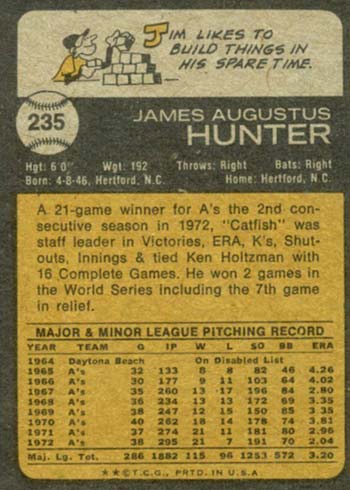 JIM LIKES TO
BUILD THINGS IN
HIS SPARE TIME.
235
JAMES AUGUSTUS
HUNTER
Hgt: 6'0" Wgt: 192 Throws: Right Bats: Right
Born: 4-8-46, Hertford, N.C. Home: Hertford, N.C.
A 21-game winner for A's the 2nd con-
secutive season in 1972, "Catfish" was
staff leader in Victories, ERA, K's, Shut-
outs, Innings & tied Ken Holtzman with
16 Complete Games. He won 2 games in
the World Series including the 7th game
in relief.
MAJOR & MINOR LEAGUE PITCHING RECORD
YEAR TEAM G IP W L SO BB ERA
1964 Daytona Beach On Disabled List
1965 A's 32 133 8 8 82 46 4.26
1966 A's 30 177 9 11 103 64 4.02
1967 A's 35 260 13 17 196 84 2.80
1968 A's 36 234 13 13 172 69 3.35
1969 A's 38 247 12 15 150 85 3.35
1970 A's 40 262 18 14 178 74 3.81
1971 A's 37 274 21 11 181 80 2.96
1972 A's 38 295 21 7 191 70 2.04
Maj. Lg. Tot. 286 1882 115 96 1253 572 3.20
★★©T.C.G., PRTD. IN U.S.A.